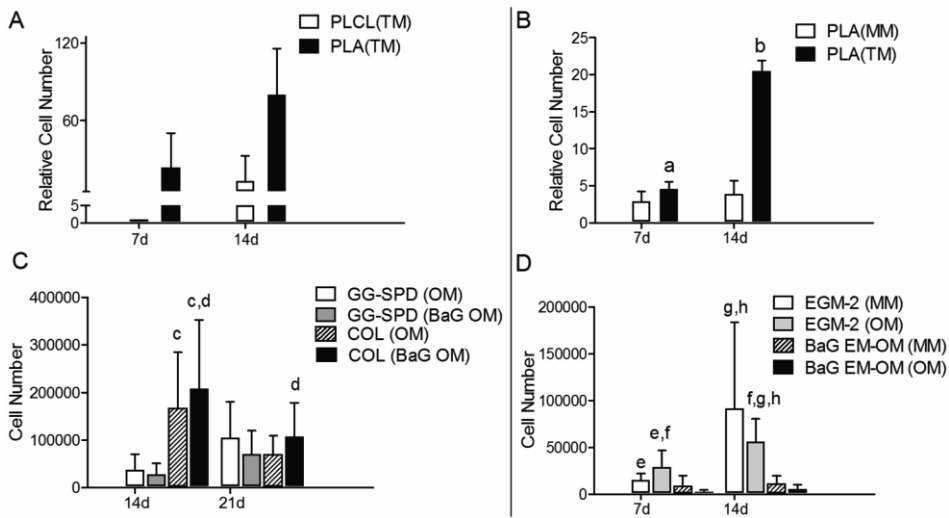 A
PLCL(TM)
PLA(TM)
Relative Cell Number
120
60
5
0
7d 14d
B
PLA(MM)
PLA(TM)
Relative Cell Number
25
20
15
10
5
0
a
b
7d 14d
C
GG-SPD (OM)
GG-SPD (BaG OM)
COL (OM)
COL (BaG OM)
Cell Number
400000
300000
200000
100000
0
c
c,d
d
14d 21d
D
EGM-2 (MM)
EGM-2 (OM)
BaG EM-OM (MM)
BaG EM-OM (OM)
Cell Number
200000
150000
100000
50000
0
e
e,f
g,h
f,g,h
7d 14d